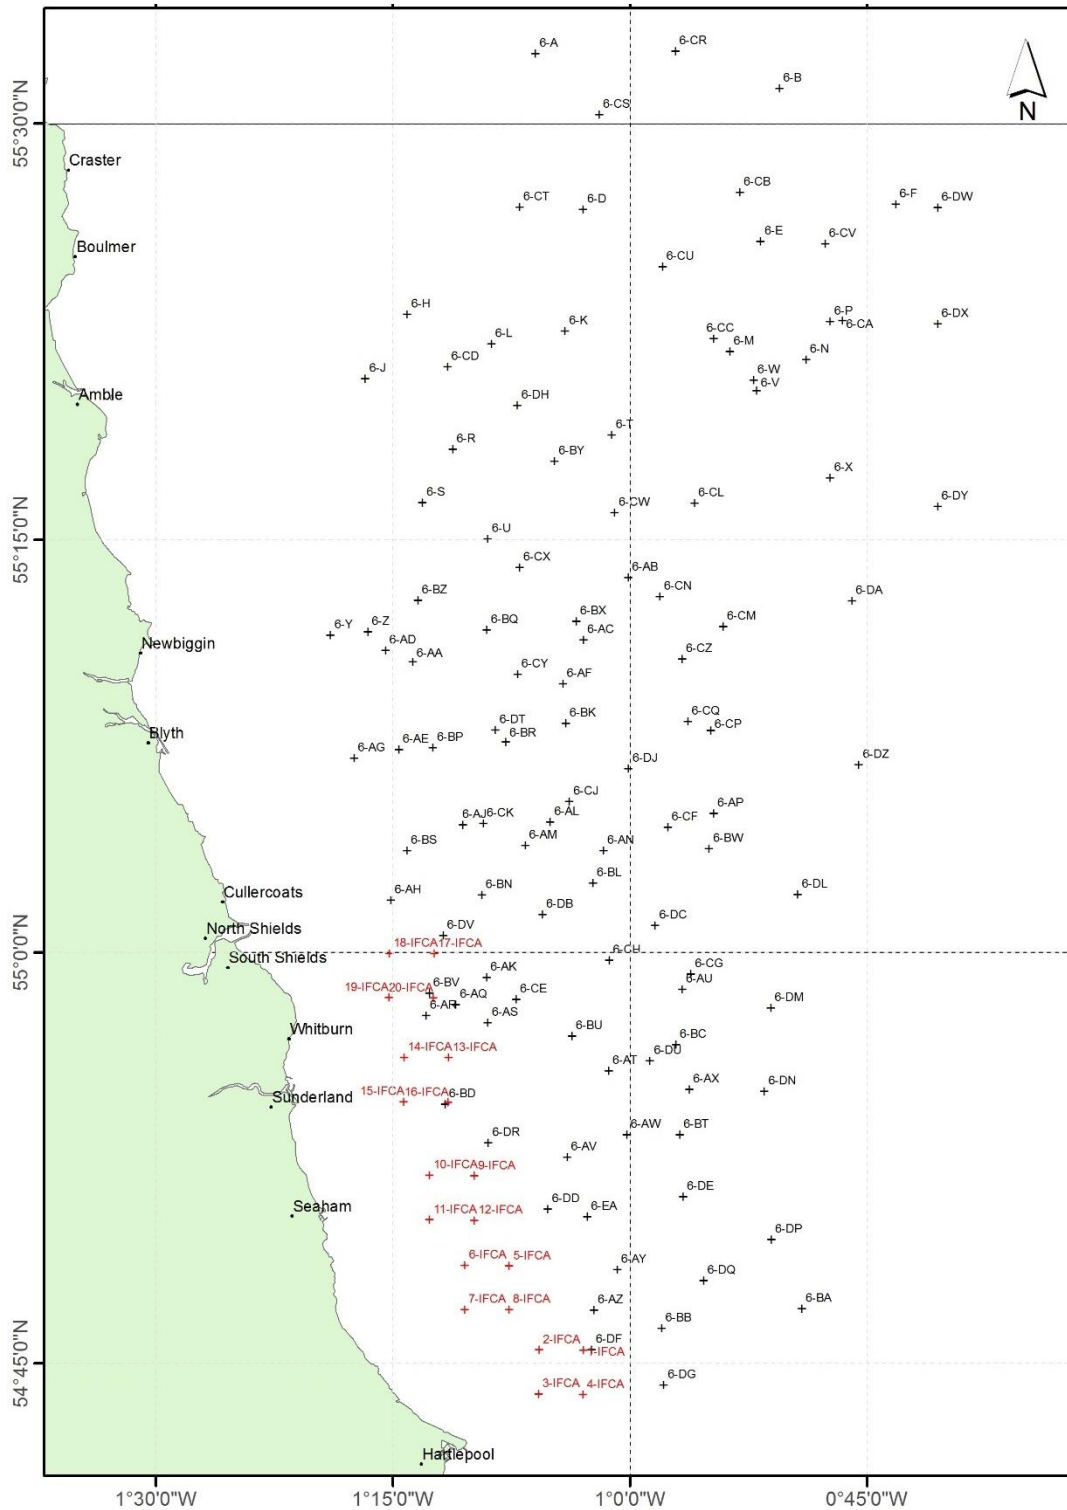 6-A
6-CR
6-B
6-CS
N
55°30'0"N
Craster
6-CB
6-CT
6-D
6-F
6-DW
Boulmer
6-E
6-CV
6-CU
6-H
6-K
6-P
6-CA
6-DX
6-L
6-CC
6-M
6-CD
6-N
6-J
6-W
6-V
Amble
6-DH
6-T
6-R
6-BY
6-X
6-S
6-CL
6-CW
6-DY
55°15'0"N
6-U
6-CX
6-AB
6-BZ
6-CN
6-DA
6-Y
6-Z
6-BQ
6-BX
6-CM
Newbiggin
6-AD
6-AC
6-AA
6-CZ
6-CY
6-AF
Blyth
6-DT
6-BK
6-CQ
6-BR
6-CP
6-AG
6-AE
6-BP
6-DJ
6-DZ
6-CJ
6-AJ
6-CK
6-AL
6-CF
6-AP
6-BS
6-AM
6-AN
6-BW
Cullercoats
6-AH
6-BN
6-BL
6-DL
6-DB
North Shields
6-DV
6-DC
55°0'0"N
18-IFCA
17-IFCA
6-CH
South Shields
6-AK
6-CG
19-IFCA
20-IFCA
6-BV
6-AQ
6-CE
6-AU
6-AR
6-AS
6-DM
Whitburn
6-BU
6-BC
14-IFCA
13-IFCA
6-AT
6-DU
15-IFCA
16-IFCA
6-BD
6-AX
6-DN
Sunderland
6-DR
6-AW
6-BT
6-AV
10-IFCA
9-IFCA
6-DE
Seaham
11-IFCA
12-IFCA
6-DD
6-EA
6-DP
6-IFCA
5-IFCA
6-AY
6-DQ
7-IFCA
8-IFCA
6-AZ
6-BA
6-BB
2-IFCA
6-DF
1-IFCA
54°45'0"N
6-DG
3-IFCA
4-IFCA
Hartlepool
1°30'0"W
1°15'0"W
1°0'0"W
0°45'0"W